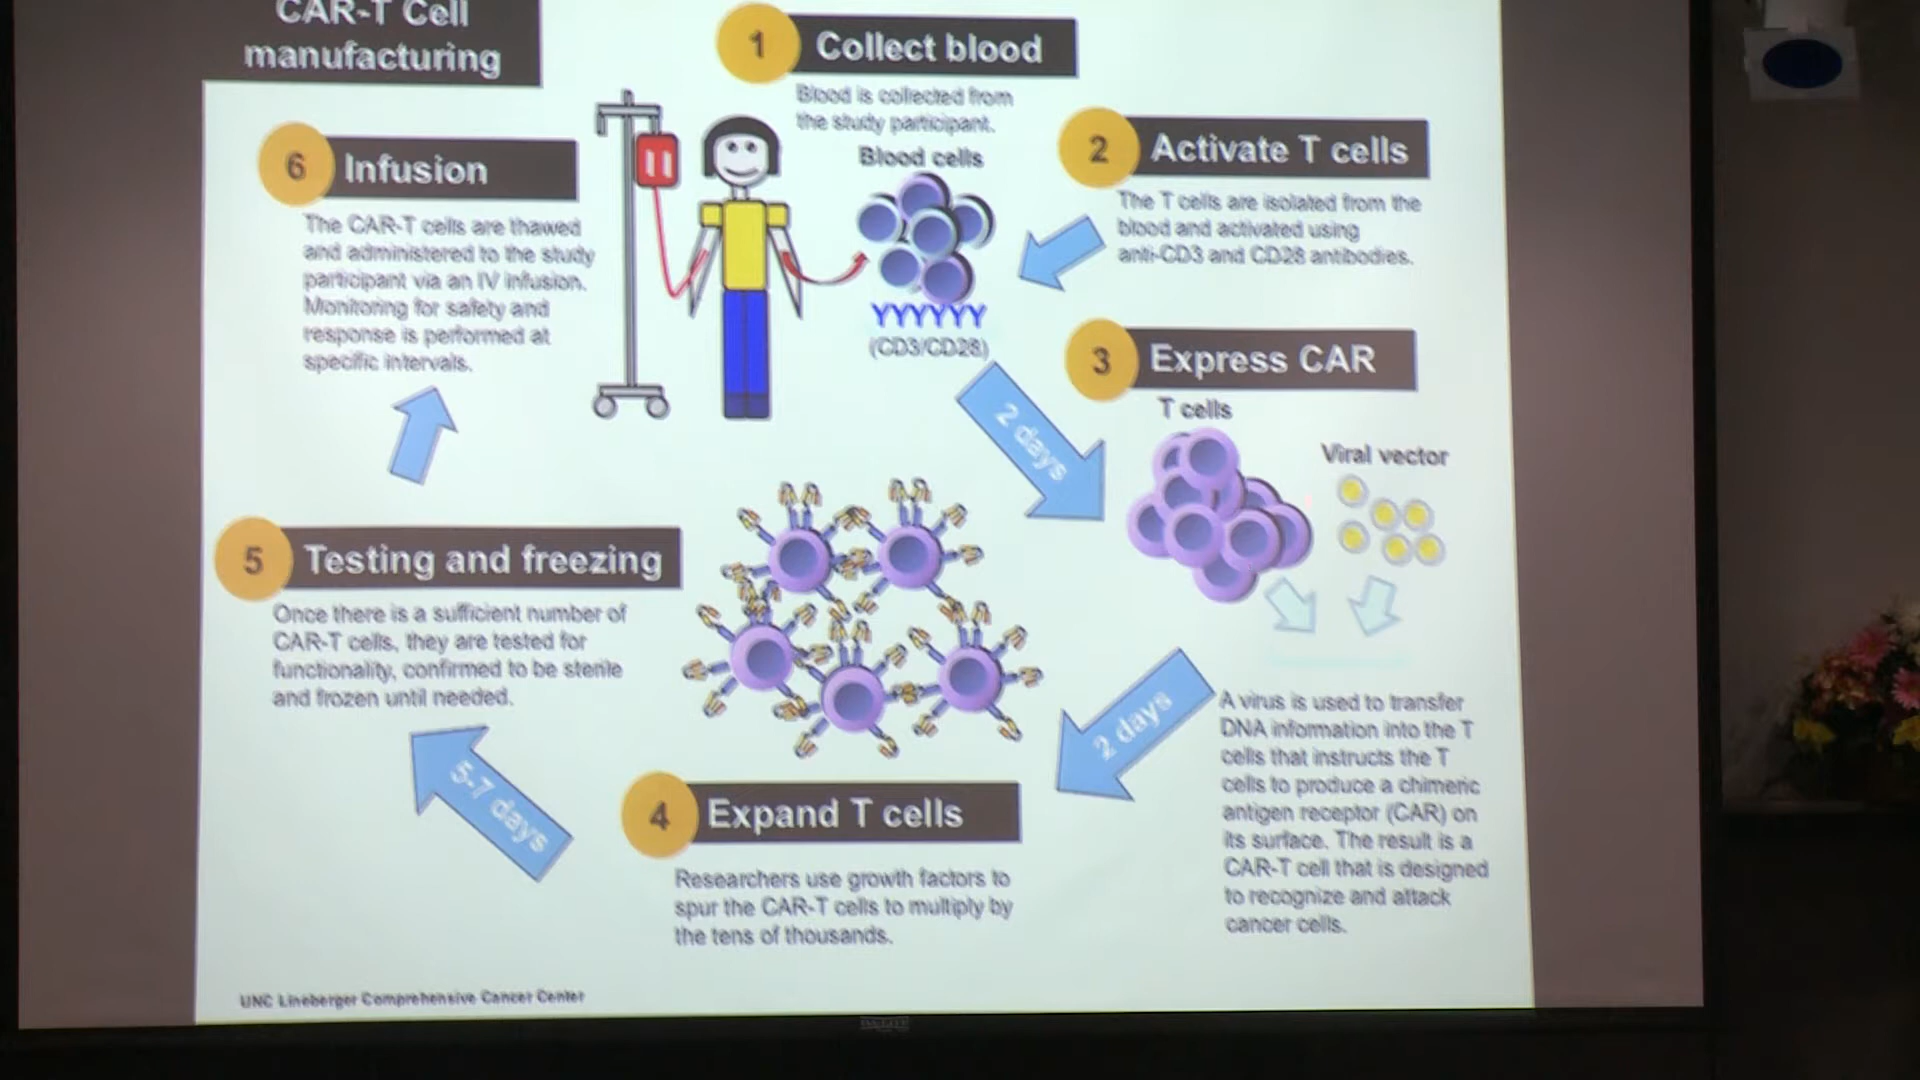 CAR-T Cell
manufacturing
1
Collect blood
Blood is collected from
the study participant.
Blood cells
YYYYYY
(CD3/CD28)
2
Activate T cells
The T cells are isolated from the
blood and activated using
anti-CD3 and CD28 antibodies.
2 days
3
Express CAR
T cells
Viral vector
A virus is used to transfer
DNA information into the T
cells that instructs the T
cells to produce a chimeric
antigen receptor (CAR) on
its surface. The result is a
CAR-T cell that is designed
to recognize and attack
cancer cells.
2 days
4
Expand T cells
Researchers use growth factors to
spur the CAR-T cells to multiply by
the tens of thousands.
5-7 days
5
Testing and freezing
Once there is a sufficient number of
CAR-T cells, they are tested for
functionality, confirmed to be sterile
and frozen until needed.
6
Infusion
The CAR-T cells are thawed
and administered to the study
participant via an IV infusion.
Monitoring for safety and
response is performed at
specific intervals.
UNC Lineberger Comprehensive Cancer Center